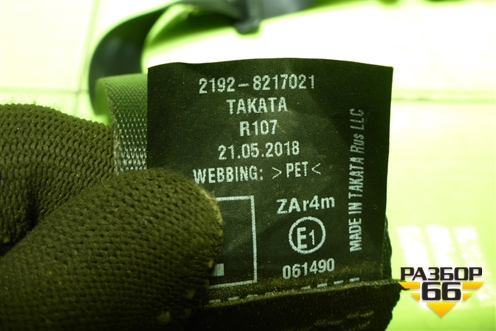 2192-8217021
TAKATA
R107
21.05.2018
WEBBING: >PET<
ZAr4m
E1
061490
MADE IN TAKATA Rus LLC
РАЗБОР
66